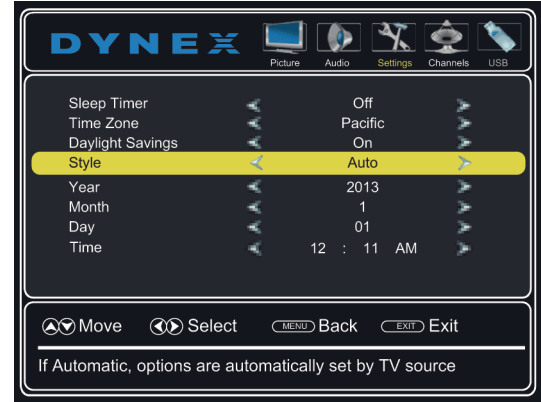 DYNEX
Picture Audio Settings Channels USB
Sleep Timer Off
Time Zone Pacific
Daylight Savings On
Style Auto
Year 2013
Month 1
Day 01
Time 12 : 11 AM
Move Select MENU Back EXIT Exit
If Automatic, options are automatically set by TV source